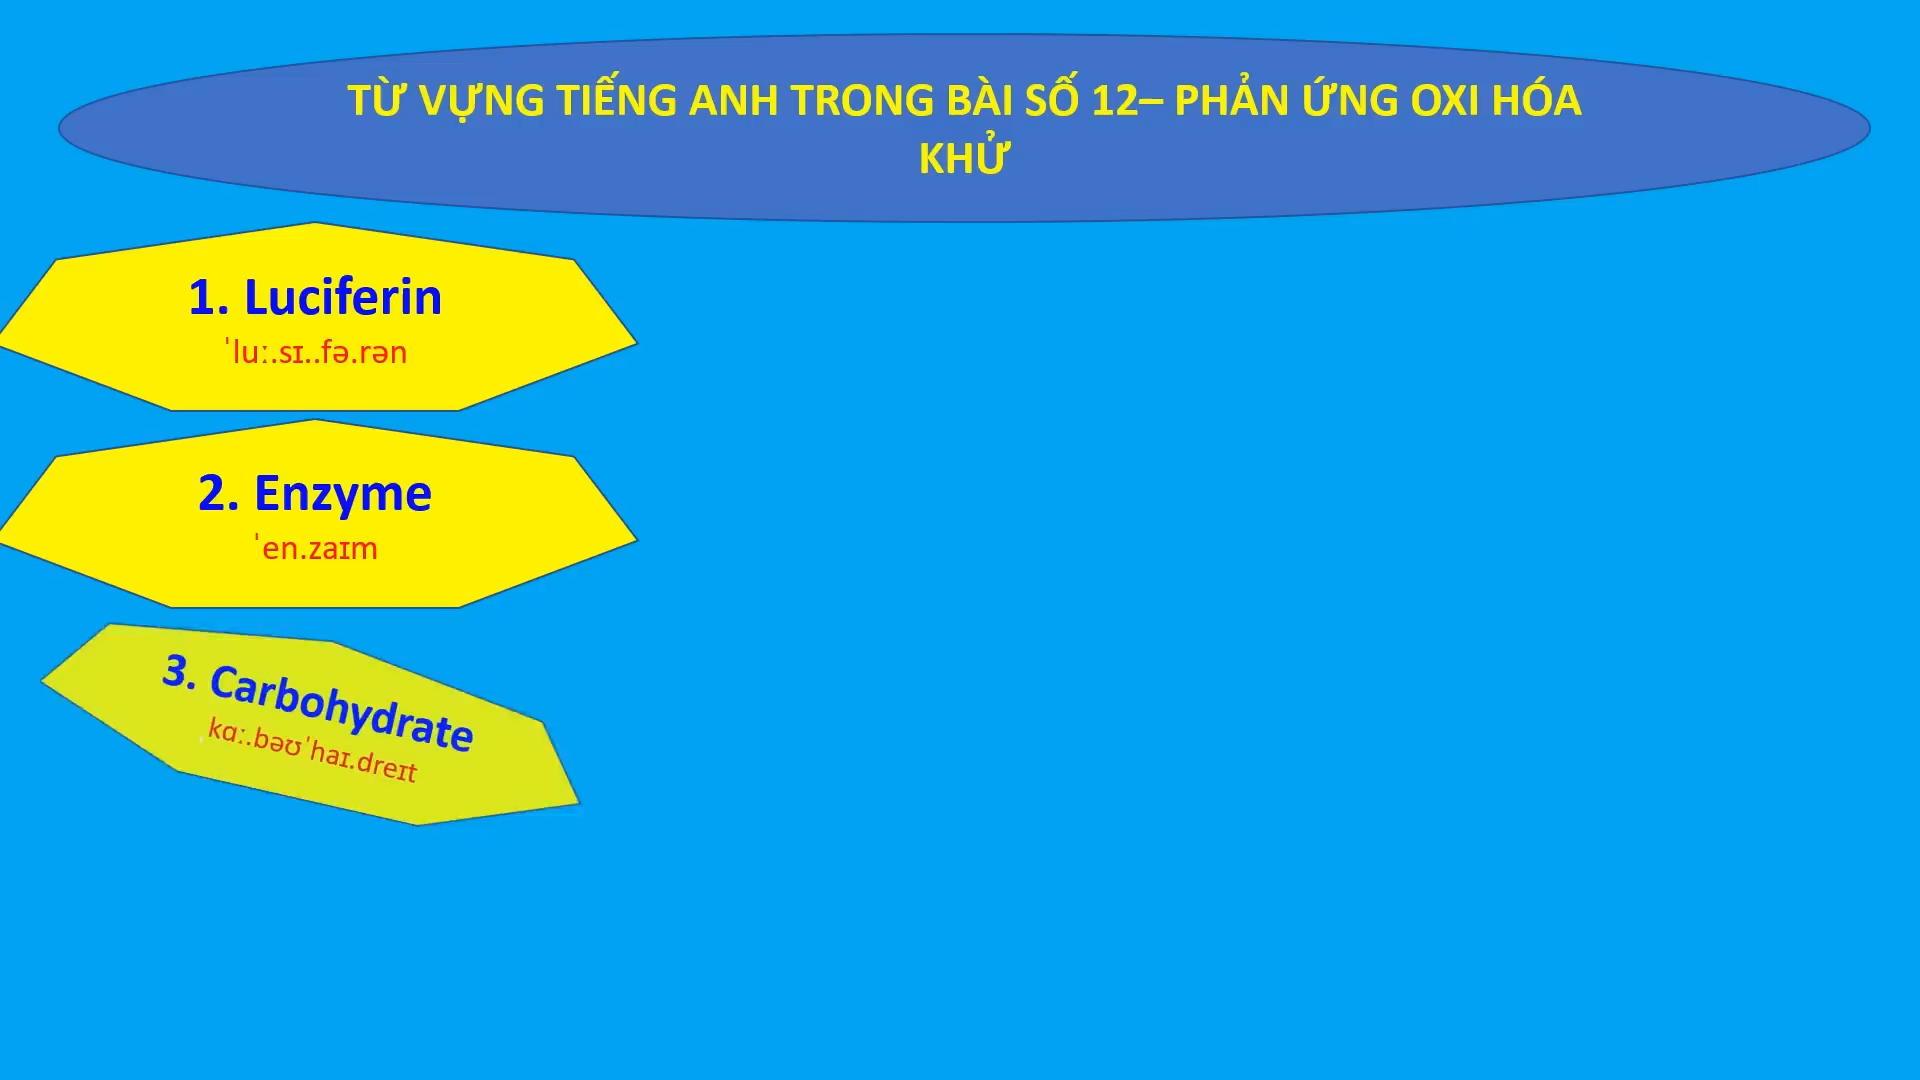 TỪ VỰNG TIẾNG ANH TRONG BÀI SỐ 12– PHẢN ỨNG OXI HÓA
KHỬ
1. Luciferin
ˈluː.sɪ..fə.rən
2. Enzyme
ˈen.zaɪm
3. Carbohydrate
ˌkɑː.bəʊˈhaɪ.dreɪt